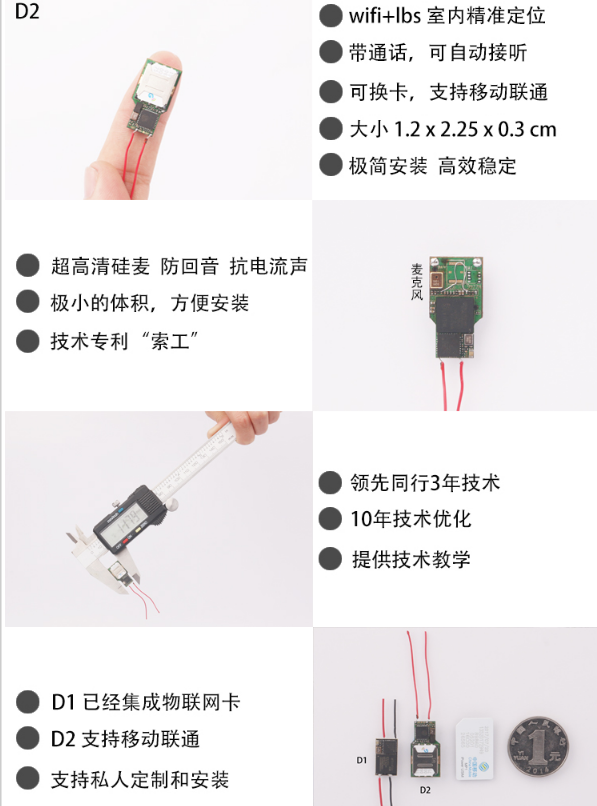 D2
wifi+lbs 室内精准定位
带通话，可自动接听
可换卡，支持移动联通
大小 1.2 x 2.25 x 0.3 cm
极简安装 高效稳定
超高清硅麦 防回音 抗电流声
极小的体积，方便安装
技术专利“索工”
麦克风
领先同行3年技术
10年技术优化
提供技术教学
D1 已经集成物联网卡
D2 支持移动联通
支持私人定制和安装
D1
D2
1元
YI YUAN